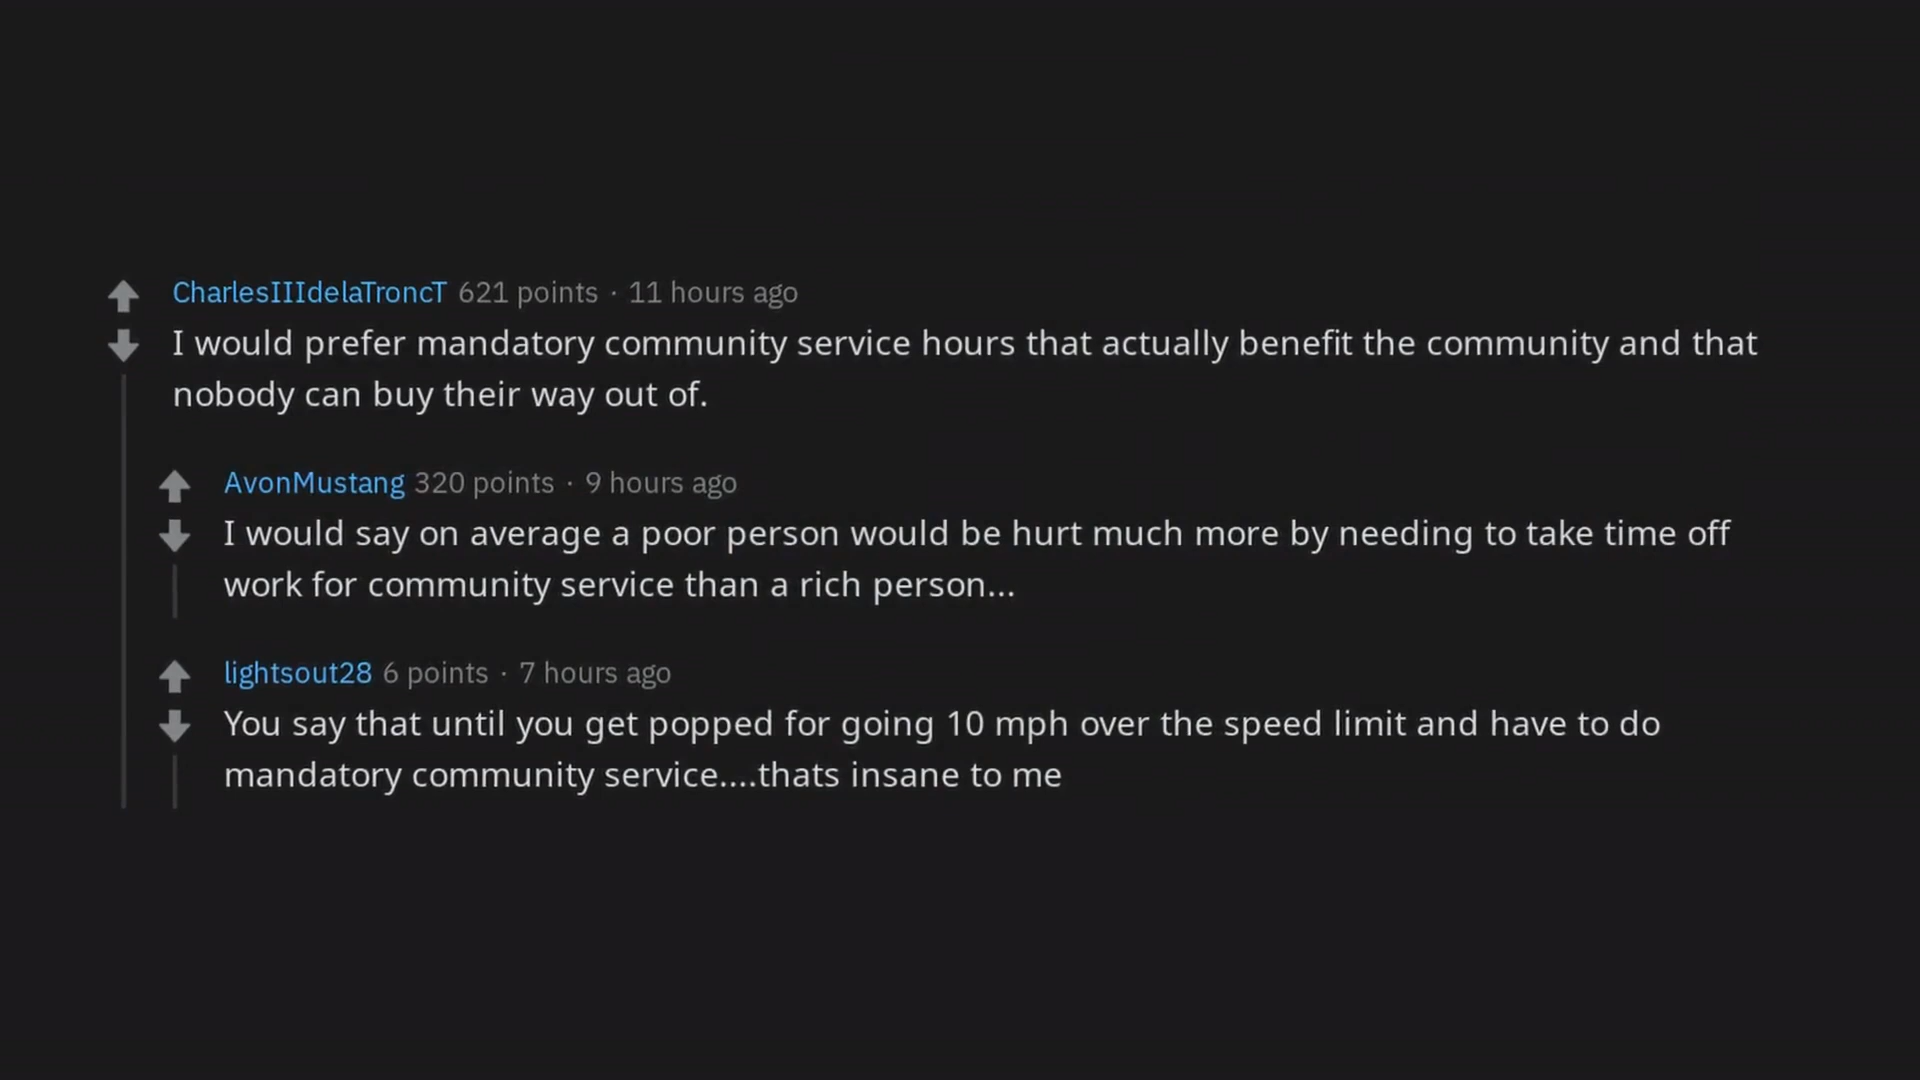 CharlesIIIdelaTroncT 621 points · 11 hours ago
I would prefer mandatory community service hours that actually benefit the community and that
nobody can buy their way out of.
AvonMustang 320 points · 9 hours ago
I would say on average a poor person would be hurt much more by needing to take time off
work for community service than a rich person...
lightsout28 6 points · 7 hours ago
You say that until you get popped for going 10 mph over the speed limit and have to do
mandatory community service....thats insane to me